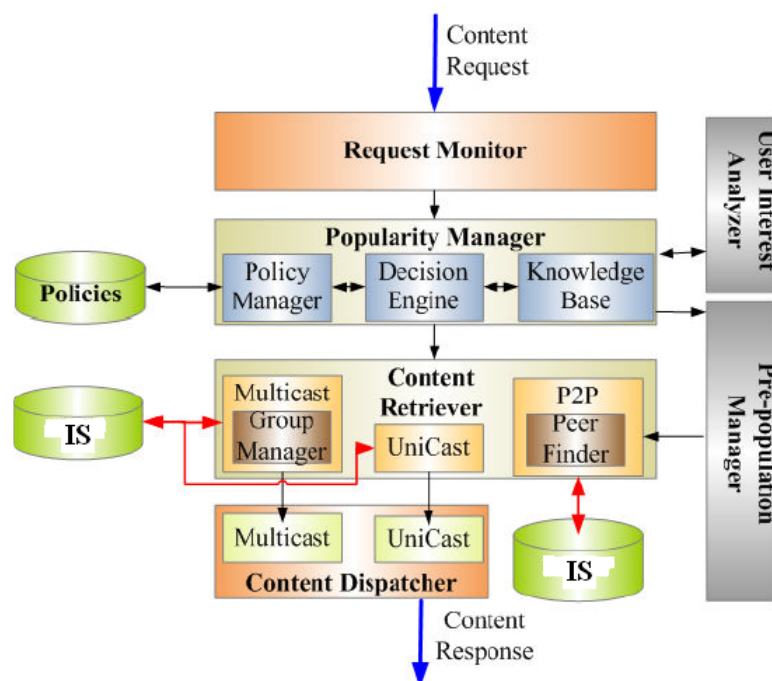 Content
Request
Request Monitor
User Interest
Analyzer
Popularity Manager
Policies
Policy
Manager
Decision
Engine
Knowledge
Base
Pre-population
Manager
Content
Retriever
Multicast
Group
Manager
UniCast
P2P
Peer
Finder
IS
Multicast
UniCast
Content Dispatcher
IS
Content
Response